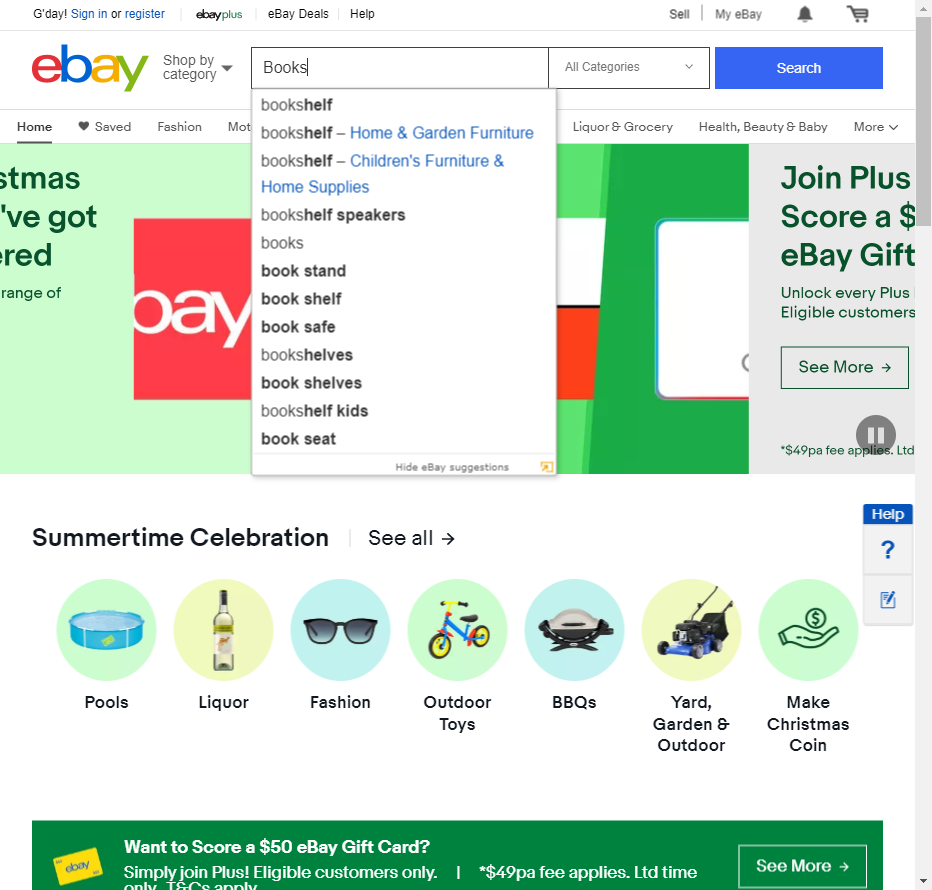 G'day! Sign in or register
ebayplus
eBay Deals
Help
Sell
My eBay
ebay
Shop by
category
Books
All Categories
Search
Home
Saved
Fashion
Mot
Liquor & Grocery
Health, Beauty & Baby
More
bookshelf
bookshelf – Home & Garden Furniture
bookshelf – Children's Furniture &
Home Supplies
bookshelf speakers
books
book stand
book shelf
book safe
bookshelves
book shelves
bookshelf kids
book seat
Hide eBay suggestions
stmas
've got
ered
range of
bay
Join Plus
Score a $
eBay Gift
Unlock every Plus
Eligible customers
See More →
*$49pa fee applies. Ltd
Help
?
Summertime Celebration
See all →
Pools
Liquor
Fashion
Outdoor
Toys
BBQs
Yard,
Garden &
Outdoor
Make
Christmas
Coin
ebay
Want to Score a $50 eBay Gift Card?
Simply join Plus! Eligible customers only. | *$49pa fee applies. Ltd time
only. T&Cs apply
See More →